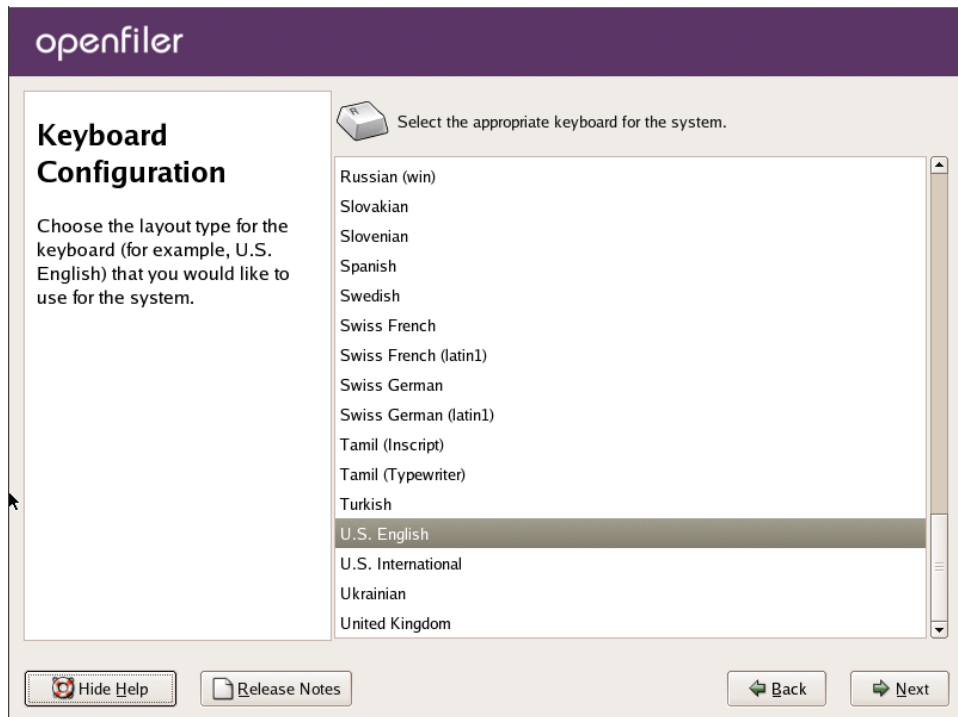 openfiler
Keyboard
Configuration
Choose the layout type for the
keyboard (for example, U.S.
English) that you would like to
use for the system.
R
Select the appropriate keyboard for the system.
Russian (win)
Slovakian
Slovenian
Spanish
Swedish
Swiss French
Swiss French (latin1)
Swiss German
Swiss German (latin1)
Tamil (Inscript)
Tamil (Typewriter)
Turkish
U.S. English
U.S. International
Ukrainian
United Kingdom
Hide Help
Release Notes
Back
Next